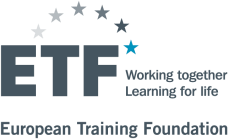 ETF
Working together
Learning for life
European Training Foundation